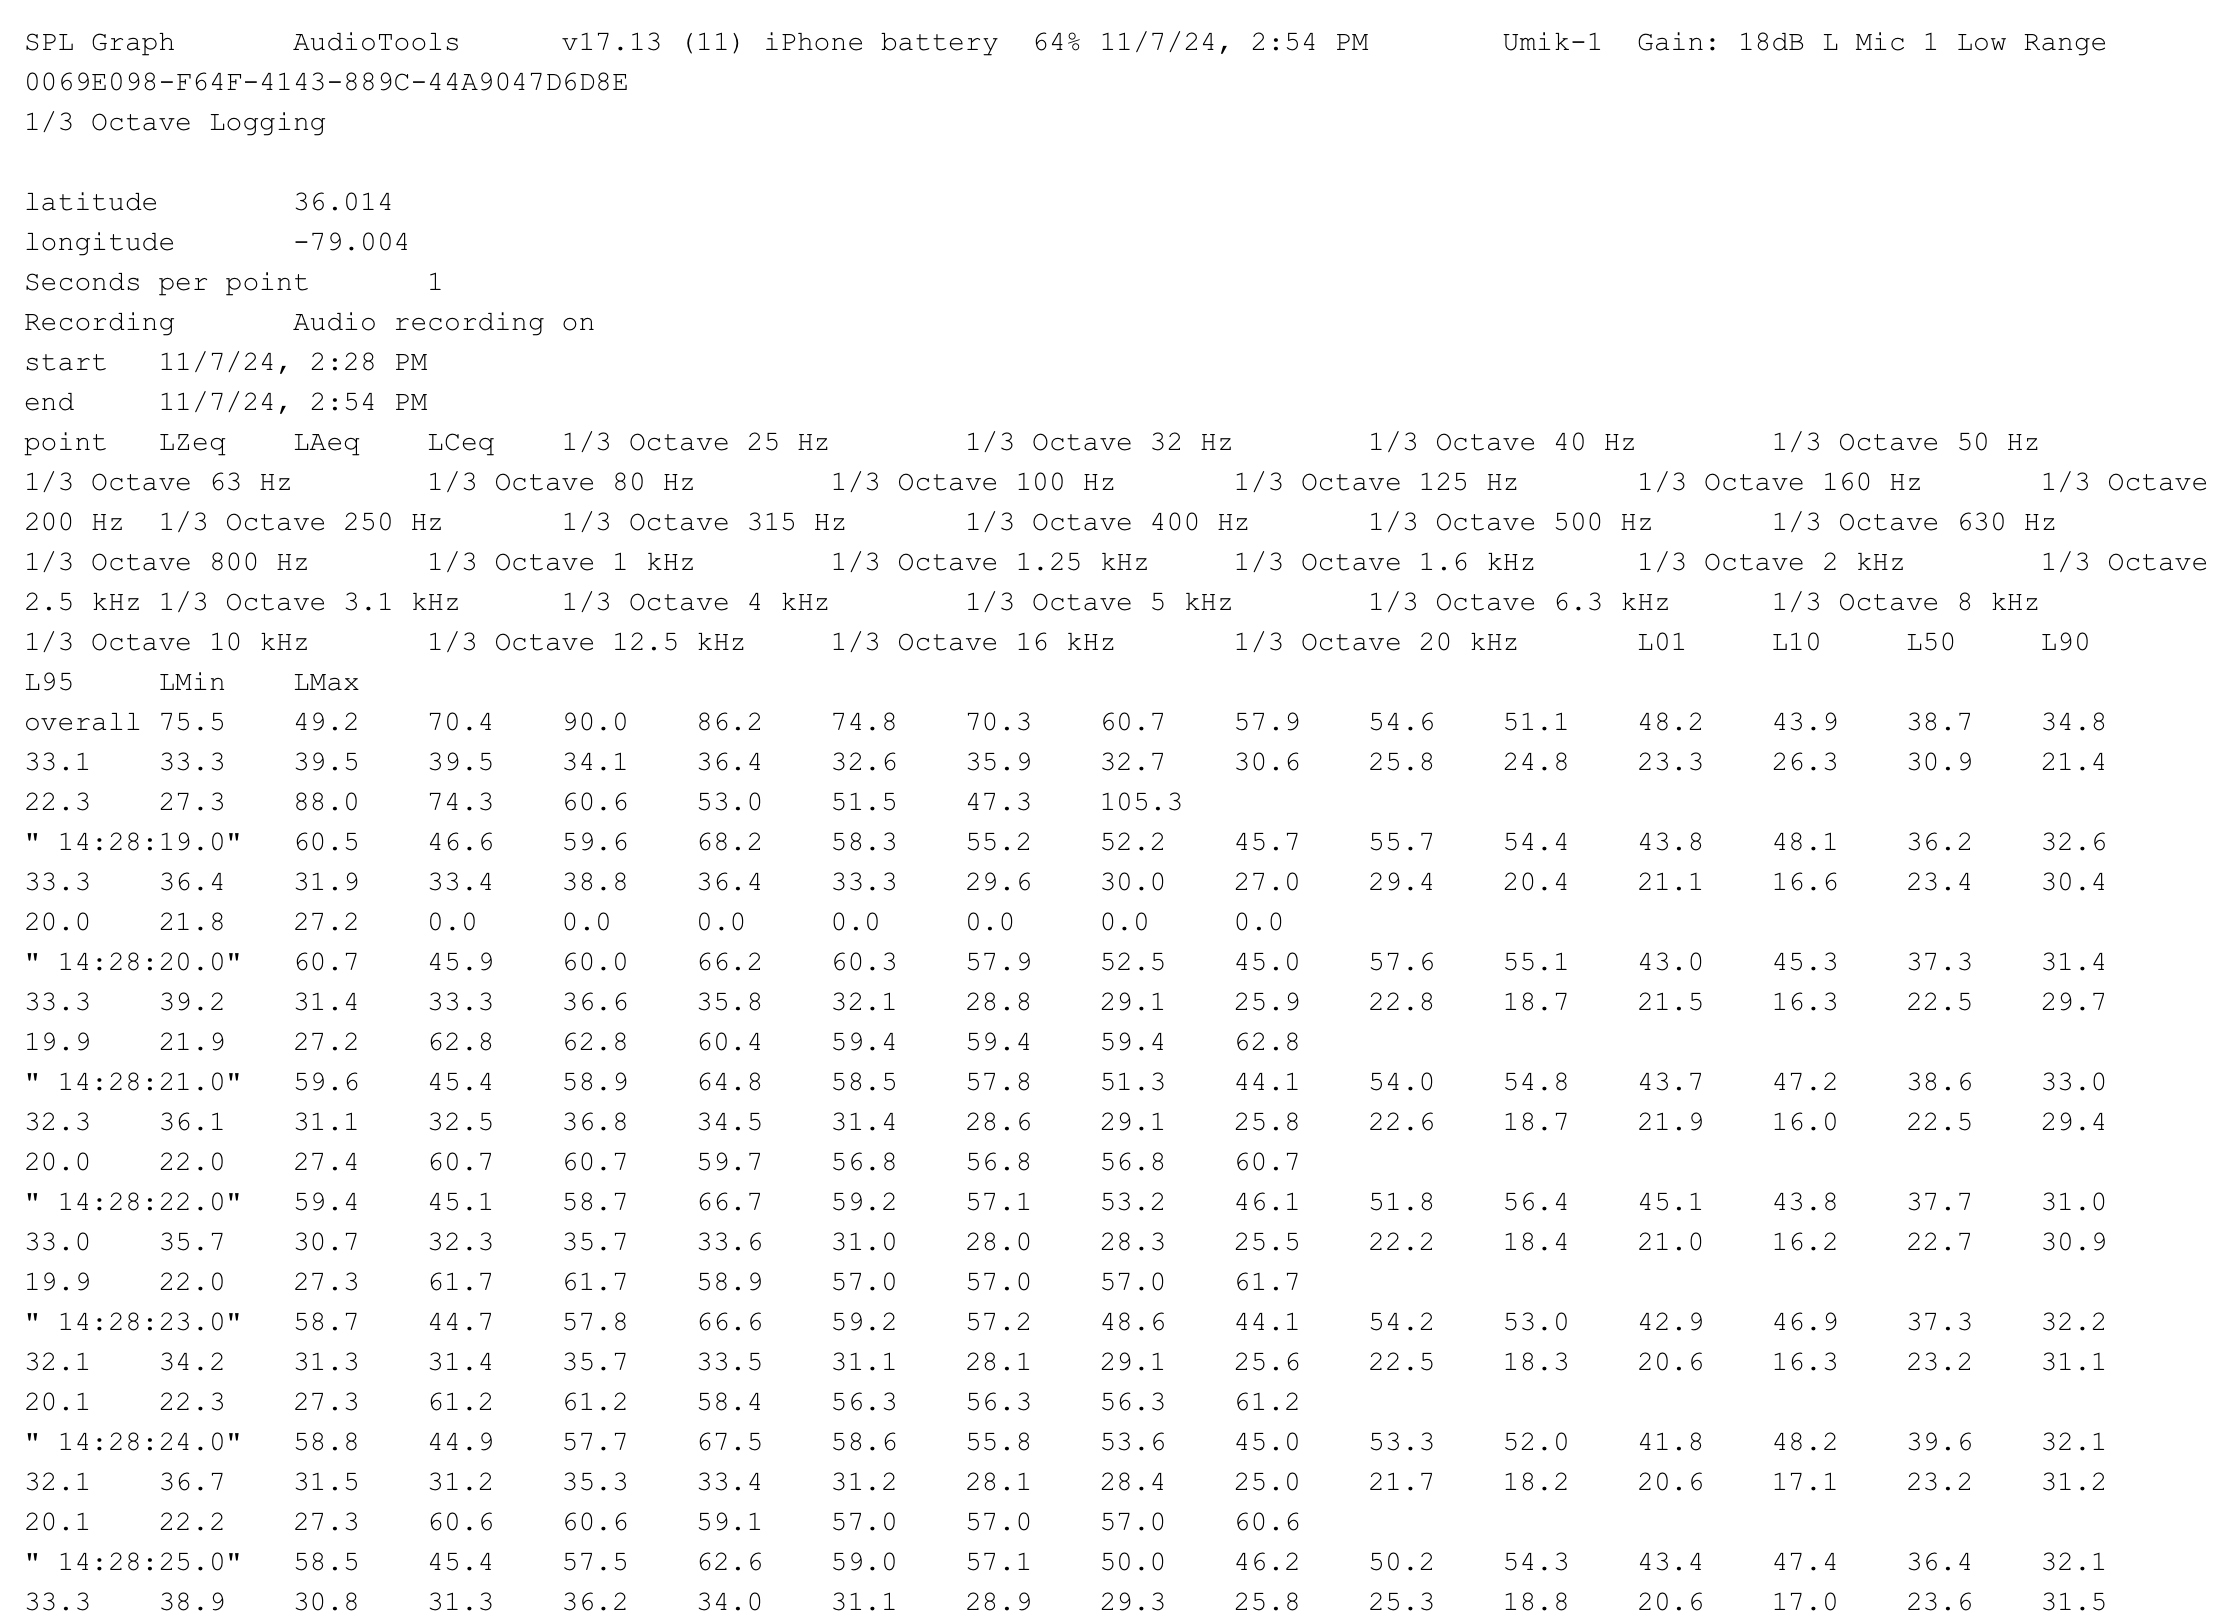 SPL Graph AudioTools v17.13 (11) iPhone battery 64% 11/7/24, 2:54 PM Umik-1 Gain: 18dB L Mic 1 Low Range
0069E098-F64F-4143-889C-44A9047D6D8E
1/3 Octave Logging
latitude 36.014
longitude -79.004
Seconds per point 1
Recording Audio recording on
start 11/7/24, 2:28 PM
end 11/7/24, 2:54 PM
point LZeq LAeq LCeq 1/3 Octave 25 Hz 1/3 Octave 32 Hz 1/3 Octave 40 Hz 1/3 Octave 50 Hz
1/3 Octave 63 Hz 1/3 Octave 80 Hz 1/3 Octave 100 Hz 1/3 Octave 125 Hz 1/3 Octave 160 Hz 1/3 Octave
200 Hz 1/3 Octave 250 Hz 1/3 Octave 315 Hz 1/3 Octave 400 Hz 1/3 Octave 500 Hz 1/3 Octave 630 Hz
1/3 Octave 800 Hz 1/3 Octave 1 kHz 1/3 Octave 1.25 kHz 1/3 Octave 1.6 kHz 1/3 Octave 2 kHz 1/3 Octave
2.5 kHz 1/3 Octave 3.1 kHz 1/3 Octave 4 kHz 1/3 Octave 5 kHz 1/3 Octave 6.3 kHz 1/3 Octave 8 kHz
1/3 Octave 10 kHz 1/3 Octave 12.5 kHz 1/3 Octave 16 kHz 1/3 Octave 20 kHz L01 L10 L50 L90
L95 LMin LMax
overall 75.5 49.2 70.4 90.0 86.2 74.8 70.3 60.7 57.9 54.6 51.1 48.2 43.9 38.7 34.8
33.1 33.3 39.5 39.5 34.1 36.4 32.6 35.9 32.7 30.6 25.8 24.8 23.3 26.3 30.9 21.4
22.3 27.3 88.0 74.3 60.6 53.0 51.5 47.3 105.3
" 14:28:19.0" 60.5 46.6 59.6 68.2 58.3 55.2 52.2 45.7 55.7 54.4 43.8 48.1 36.2 32.6
33.3 36.4 31.9 33.4 38.8 36.4 33.3 29.6 30.0 27.0 29.4 20.4 21.1 16.6 23.4 30.4
20.0 21.8 27.2 0.0 0.0 0.0 0.0 0.0 0.0 0.0
" 14:28:20.0" 60.7 45.9 60.0 66.2 60.3 57.9 52.5 45.0 57.6 55.1 43.0 45.3 37.3 31.4
33.3 39.2 31.4 33.3 36.6 35.8 32.1 28.8 29.1 25.9 22.8 18.7 21.5 16.3 22.5 29.7
19.9 21.9 27.2 62.8 62.8 60.4 59.4 59.4 59.4 62.8
" 14:28:21.0" 59.6 45.4 58.9 64.8 58.5 57.8 51.3 44.1 54.0 54.8 43.7 47.2 38.6 33.0
32.3 36.1 31.1 32.5 36.8 34.5 31.4 28.6 29.1 25.8 22.6 18.7 21.9 16.0 22.5 29.4
20.0 22.0 27.4 60.7 60.7 59.7 56.8 56.8 56.8 60.7
" 14:28:22.0" 59.4 45.1 58.7 66.7 59.2 57.1 53.2 46.1 51.8 56.4 45.1 43.8 37.7 31.0
33.0 35.7 30.7 32.3 35.7 33.6 31.0 28.0 28.3 25.5 22.2 18.4 21.0 16.2 22.7 30.9
19.9 22.0 27.3 61.7 61.7 58.9 57.0 57.0 57.0 61.7
" 14:28:23.0" 58.7 44.7 57.8 66.6 59.2 57.2 48.6 44.1 54.2 53.0 42.9 46.9 37.3 32.2
32.1 34.2 31.3 31.4 35.7 33.5 31.1 28.1 29.1 25.6 22.5 18.3 20.6 16.3 23.2 31.1
20.1 22.3 27.3 61.2 61.2 58.4 56.3 56.3 56.3 61.2
" 14:28:24.0" 58.8 44.9 57.7 67.5 58.6 55.8 53.6 45.0 53.3 52.0 41.8 48.2 39.6 32.1
32.1 36.7 31.5 31.2 35.3 33.4 31.2 28.1 28.4 25.0 21.7 18.2 20.6 17.1 23.2 31.2
20.1 22.2 27.3 60.6 60.6 59.1 57.0 57.0 57.0 60.6
" 14:28:25.0" 58.5 45.4 57.5 62.6 59.0 57.1 50.0 46.2 50.2 54.3 43.4 47.4 36.4 32.1
33.3 38.9 30.8 31.3 36.2 34.0 31.1 28.9 29.3 25.8 25.3 18.8 20.6 17.0 23.6 31.5